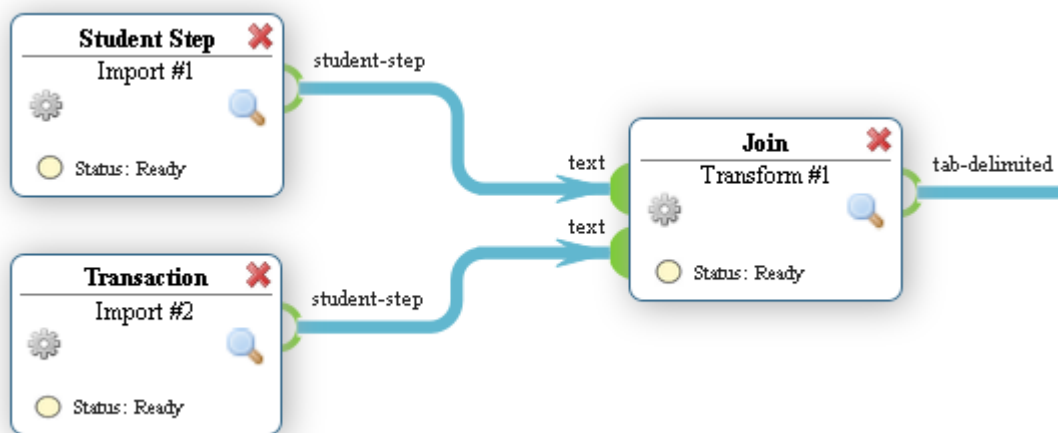 Student Step
Import #1
Status: Ready
student-step
Transaction
Import #2
Status: Ready
student-step
text
text
Join
Transform #1
Status: Ready
tab-delimited